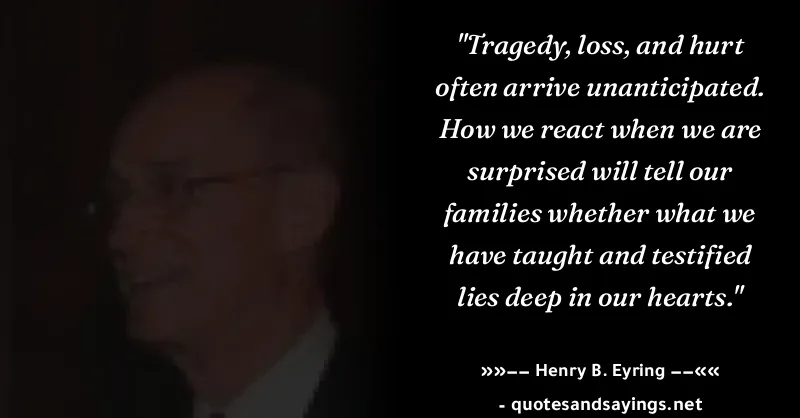 "Tragedy, loss, and hurt
often arrive unanticipated.
How we react when we are
surprised will tell our
families whether what we
have taught and testified
lies deep in our hearts."
»»−− Henry B. Eyring −−««
- quotesandsayings.net